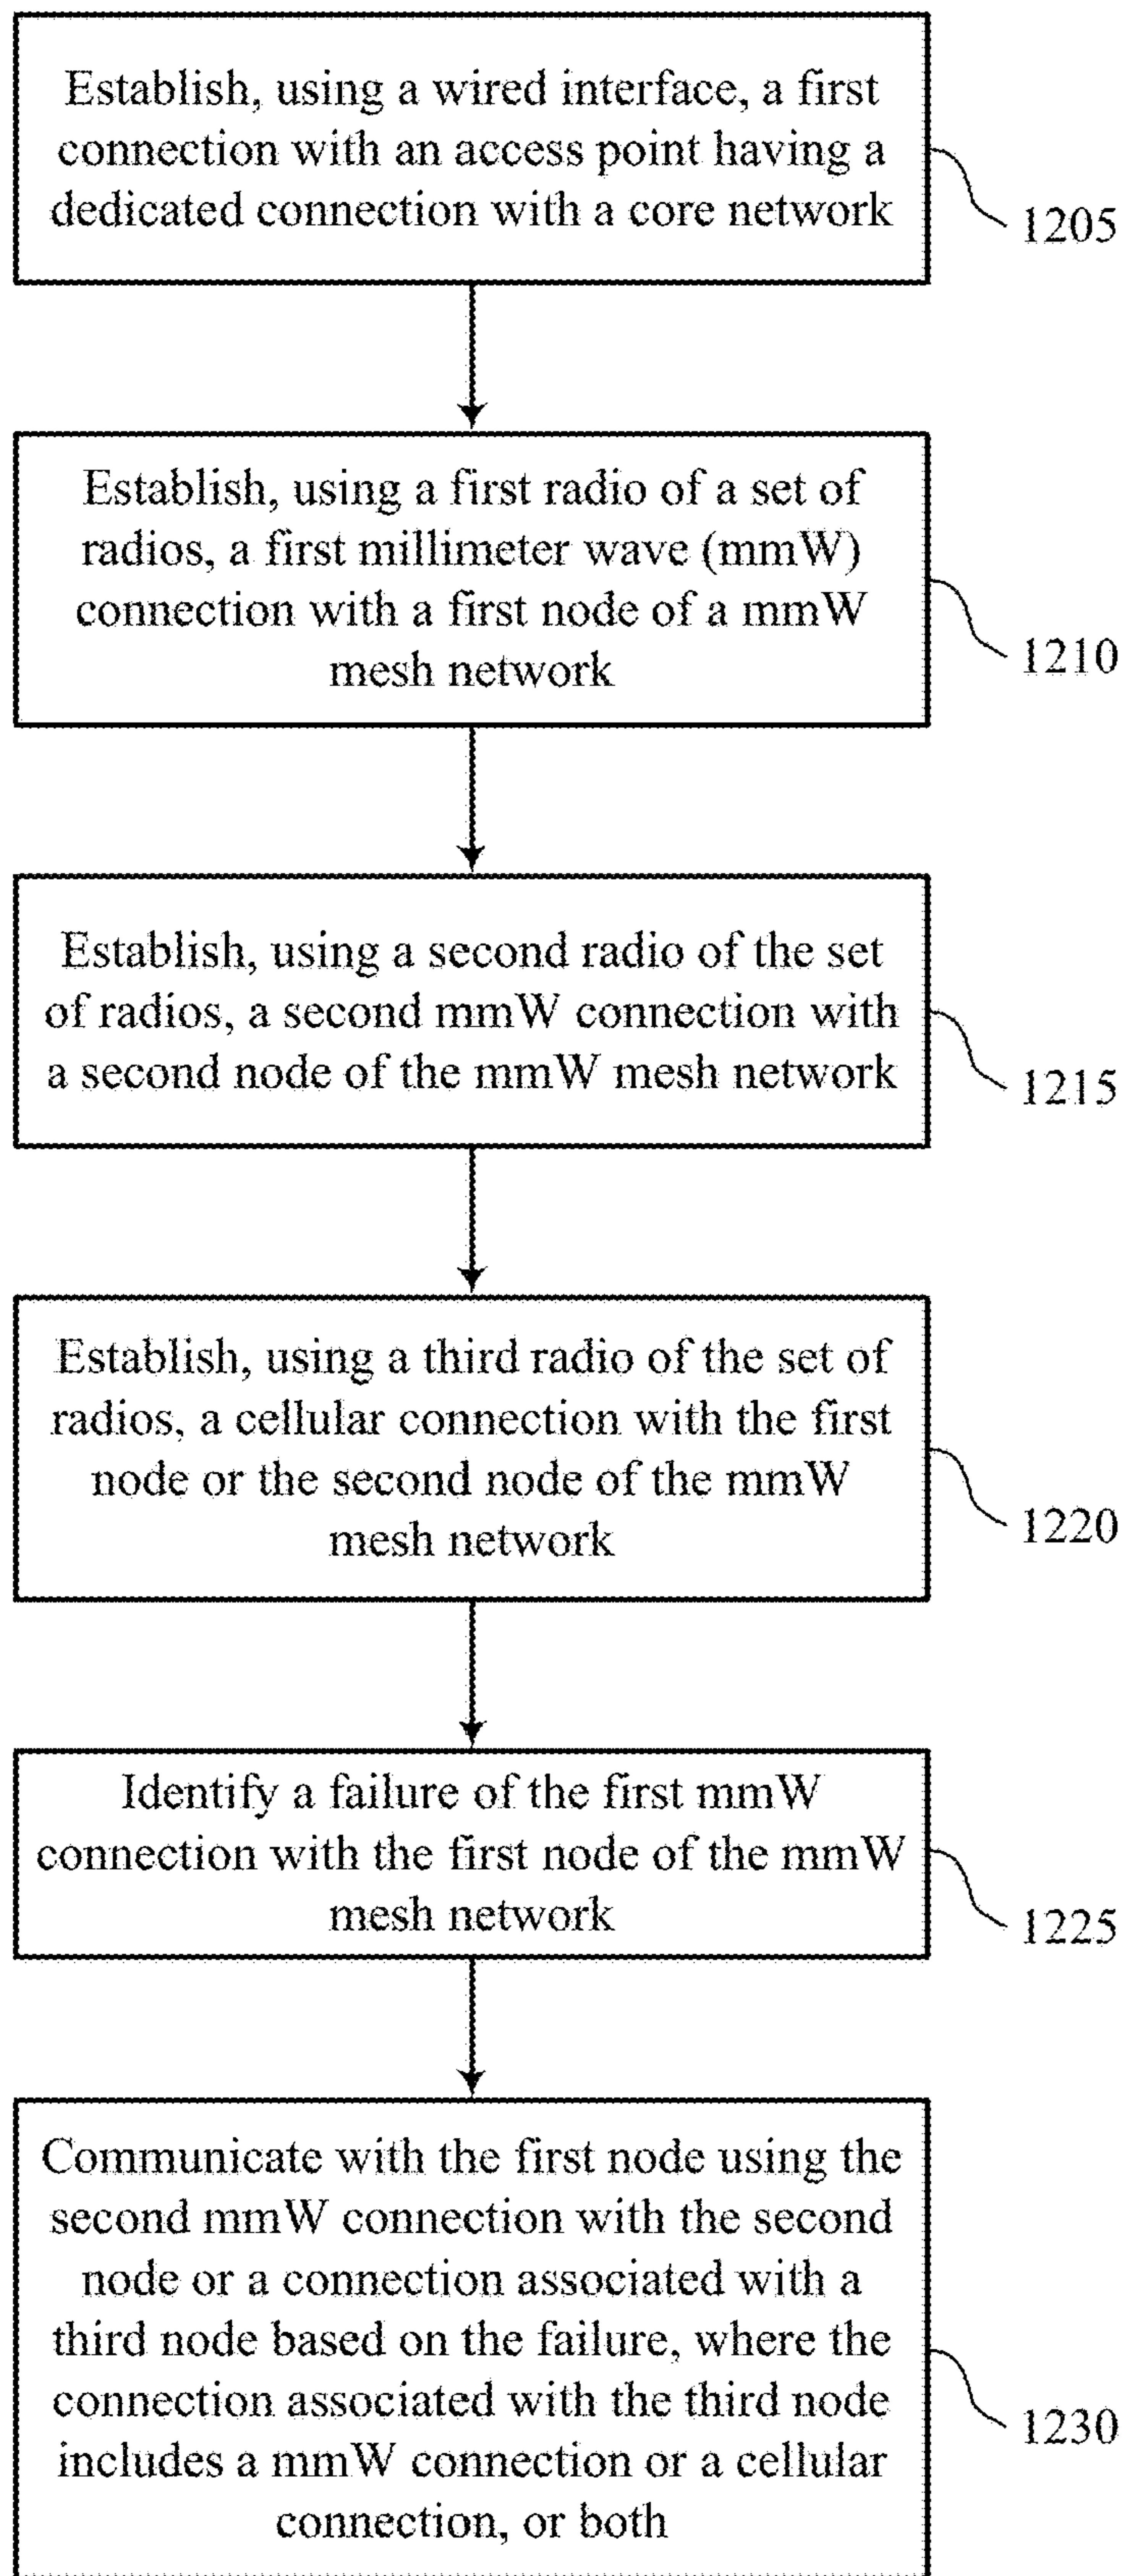 Establish, using a wired interface, a first
connection with an access point having a
dedicated connection with a core network
1205
Establish, using a first radio of a set of
radios, a first millimeter wave (mmW)
connection with a first node of a mmW
mesh network
1210
Establish, using a second radio of the set
of radios, a second mmW connection with
a second node of the mmW mesh network
1215
Establish, using a third radio of the set of
radios, a cellular connection with the first
node or the second node of the mmW
mesh network
1220
Identify a failure of the first mmW
connection with the first node of the mmW
mesh network
1225
Communicate with the first node using the
second mmW connection with the second
node or a connection associated with a
third node based on the failure, where the
connection associated with the third node
includes a mmW connection or a cellular
connection, or both
1230